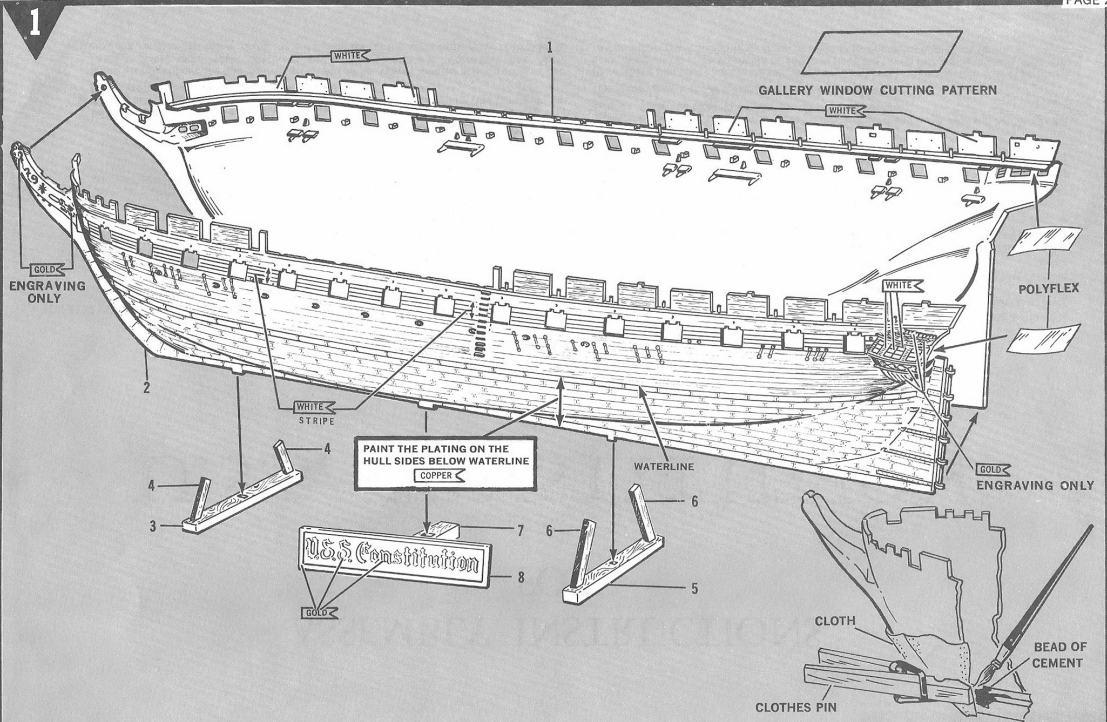 PAGE 2
1
WHITE
1
GALLERY WINDOW CUTTING PATTERN
WHITE
GOLD
ENGRAVING
ONLY
WHITE
POLYFLEX
2
WHITE
STRIPE
PAINT THE PLATING ON THE
HULL SIDES BELOW WATERLINE
COPPER
WATERLINE
GOLD
ENGRAVING ONLY
4
4
3
6
6
7
5
U.S.S. Constitution
8
GOLD
CLOTH
BEAD OF
CEMENT
CLOTHES PIN